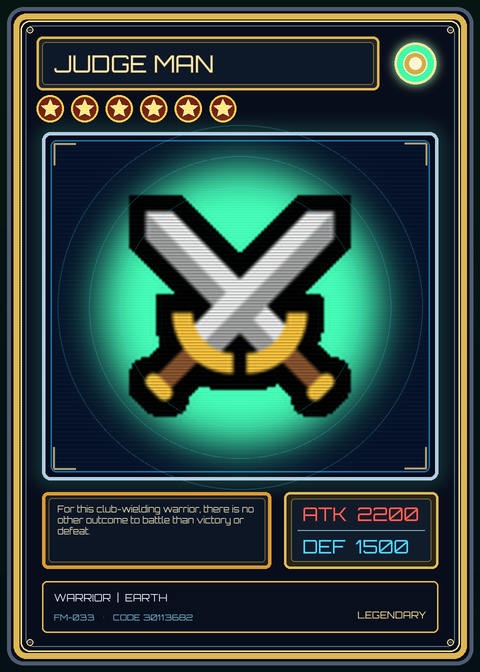 JUDGE MAN
For this club-wielding warrior, there is no
other outcome to battle than victory or
defeat.
ATK 2200
DEF 1500
WARRIOR | EARTH
FM-033 · CODE 30113682
LEGENDARY